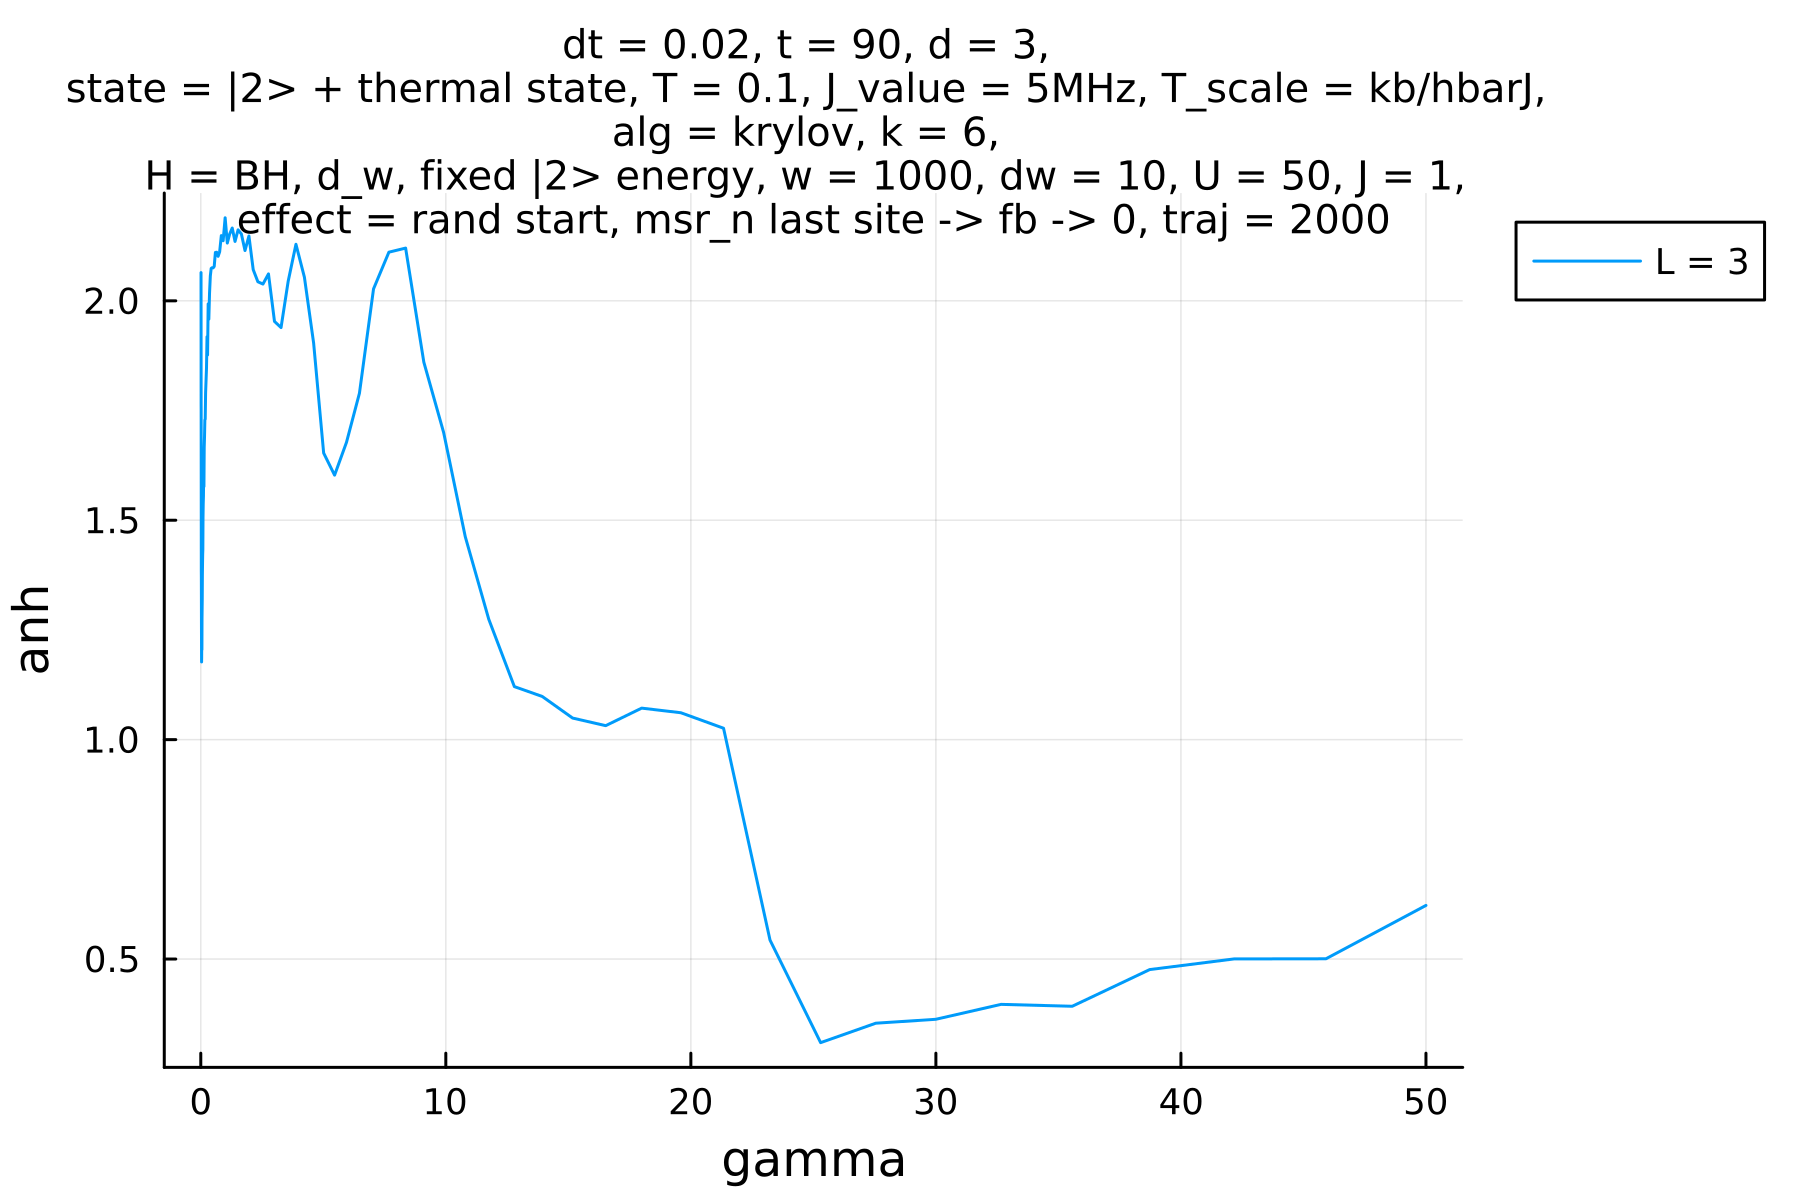 dt = 0.02, t = 90, d = 3,
state = |2> + thermal state, T = 0.1, J_value = 5MHz, T_scale = kb/hbarJ,
alg = krylov, k = 6,
H = BH, d_w, fixed |2> energy, w = 1000, dw = 10, U = 50, J = 1,
effect = rand start, msr_n last site -> fb -> 0, traj = 2000
L = 3
2.0
1.5
1.0
0.5
anh
0 10 20 30 40 50
gamma